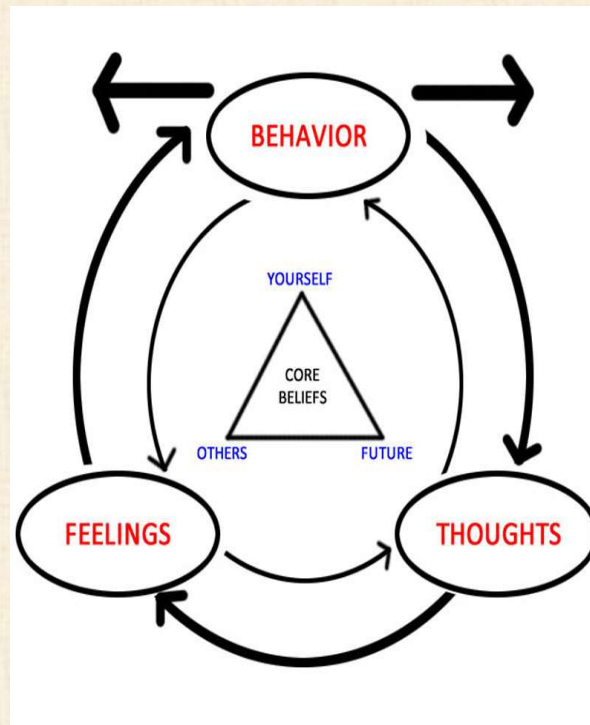 BEHAVIOR
YOURSELF
CORE
BELIEFS
OTHERS
FUTURE
FEELINGS
THOUGHTS